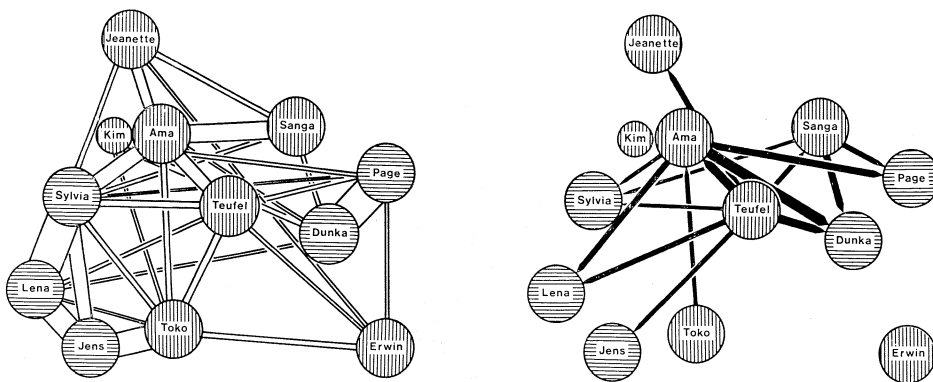 Jeanette
Kim
Ama
Sanga
Page
Sylvia
Teufel
Dunka
Lena
Toko
Jens
Erwin
Jeanette
Kim
Ama
Sanga
Page
Sylvia
Teufel
Dunka
Lena
Toko
Jens
Erwin